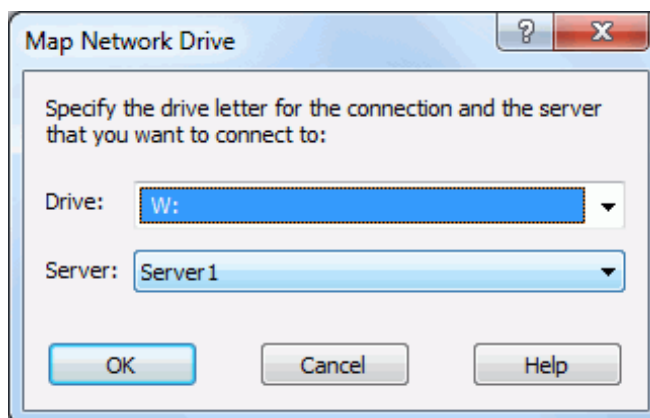 Map Network Drive
Specify the drive letter for the connection and the server
that you want to connect to:
Drive: W:
Server: Server1
OK Cancel Help